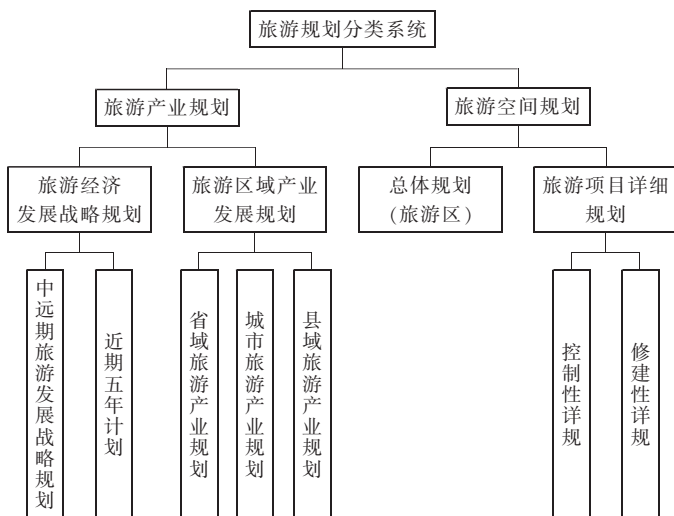 旅游规划分类系统
旅游产业规划
旅游空间规划
旅游经济
发展战略规划
旅游区域产业
发展规划
总体规划
(旅游区)
旅游项目详细
规划
中远期旅游发展战略规划
近期五年计划
省域旅游产业规划
城市旅游产业规划
县域旅游产业规划
控制性详规
修建性详规